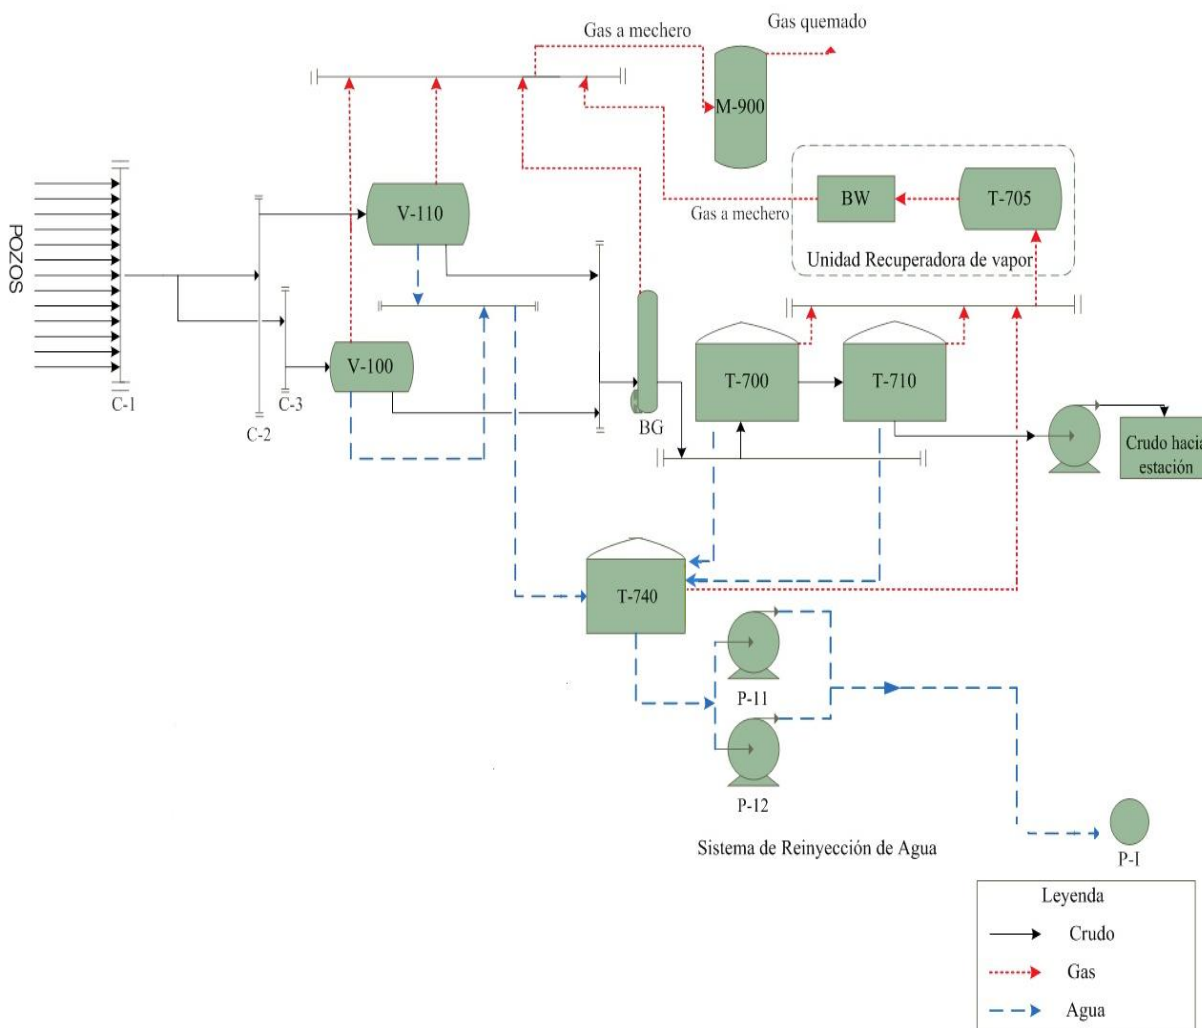 Gas a mechero
Gas quemado
M-900
POZOS
V-110
BW
T-705
Gas a mechero
Unidad Recuperadora de vapor
V-100
C-1
C-3
C-2
BG
T-700
T-710
Crudo hacia
estación
T-740
P-11
P-12
Sistema de Reinyección de Agua
P-I
Leyenda
Crudo
Gas
Agua